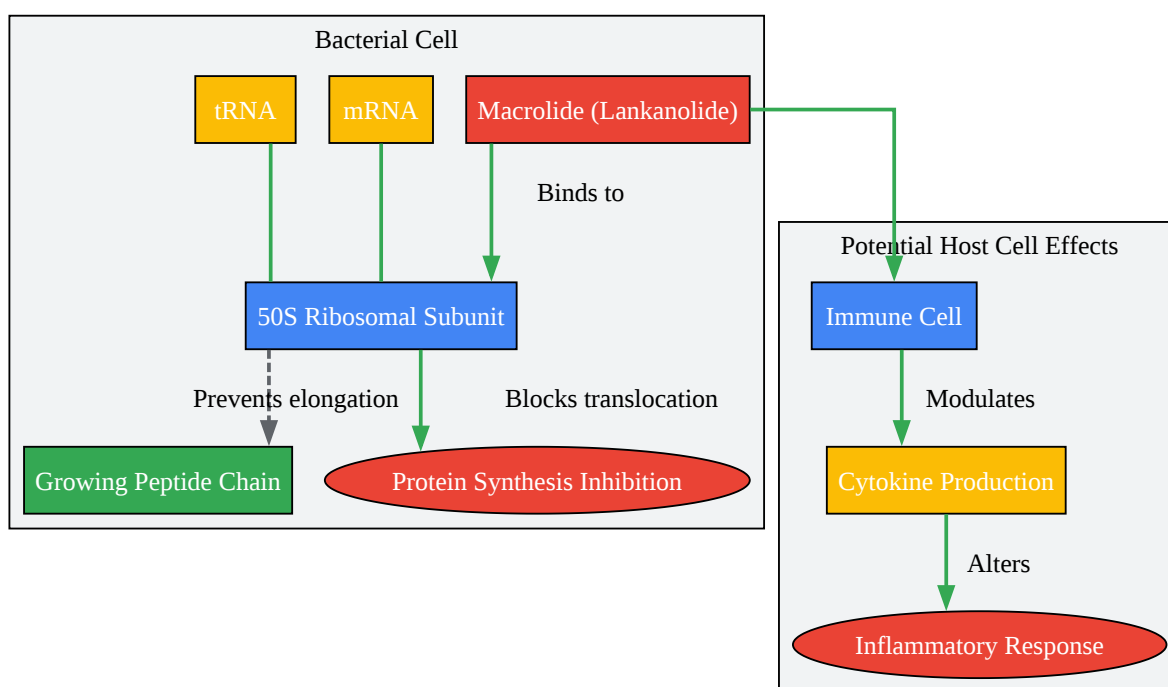 Bacterial Cell
tRNA
mRNA
Macrolide (Lankanolide)
Binds to
Potential Host Cell Effects
50S Ribosomal Subunit
Immune Cell
Prevents elongation
Blocks translocation
Modulates
Growing Peptide Chain
Protein Synthesis Inhibition
Cytokine Production
Alters
Inflammatory Response